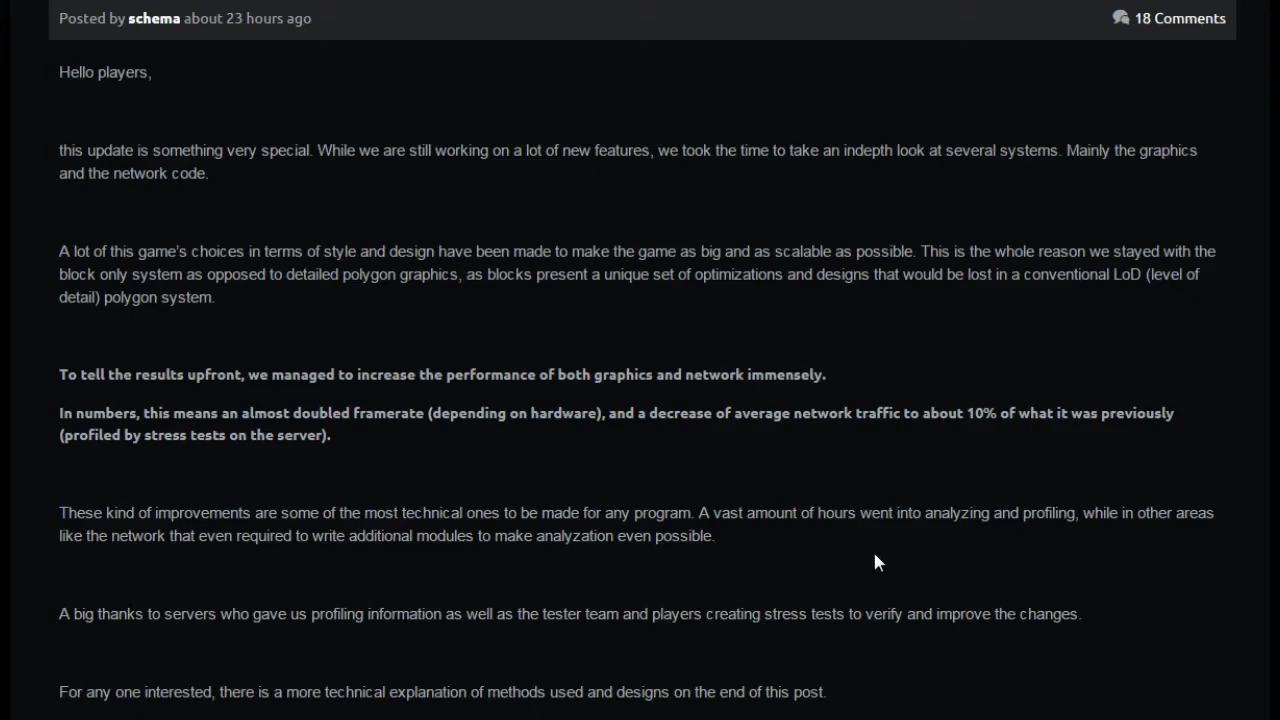 Posted by schema about 23 hours ago
18 Comments
Hello players,
this update is something very special. While we are still working on a lot of new features, we took the time to take an indepth look at several systems. Mainly the graphics
and the network code.
A lot of this game's choices in terms of style and design have been made to make the game as big and as scalable as possible. This is the whole reason we stayed with the
block only system as opposed to detailed polygon graphics, as blocks present a unique set of optimizations and designs that would be lost in a conventional LoD (level of
detail) polygon system.
To tell the results upfront, we managed to increase the performance of both graphics and network immensely.
In numbers, this means an almost doubled framerate (depending on hardware), and a decrease of average network traffic to about 10% of what it was previously
(profiled by stress tests on the server).
These kind of improvements are some of the most technical ones to be made for any program. A vast amount of hours went into analyzing and profiling, while in other areas
like the network that even required to write additional modules to make analyzation even possible.
A big thanks to servers who gave us profiling information as well as the tester team and players creating stress tests to verify and improve the changes.
For any one interested, there is a more technical explanation of methods used and designs on the end of this post.